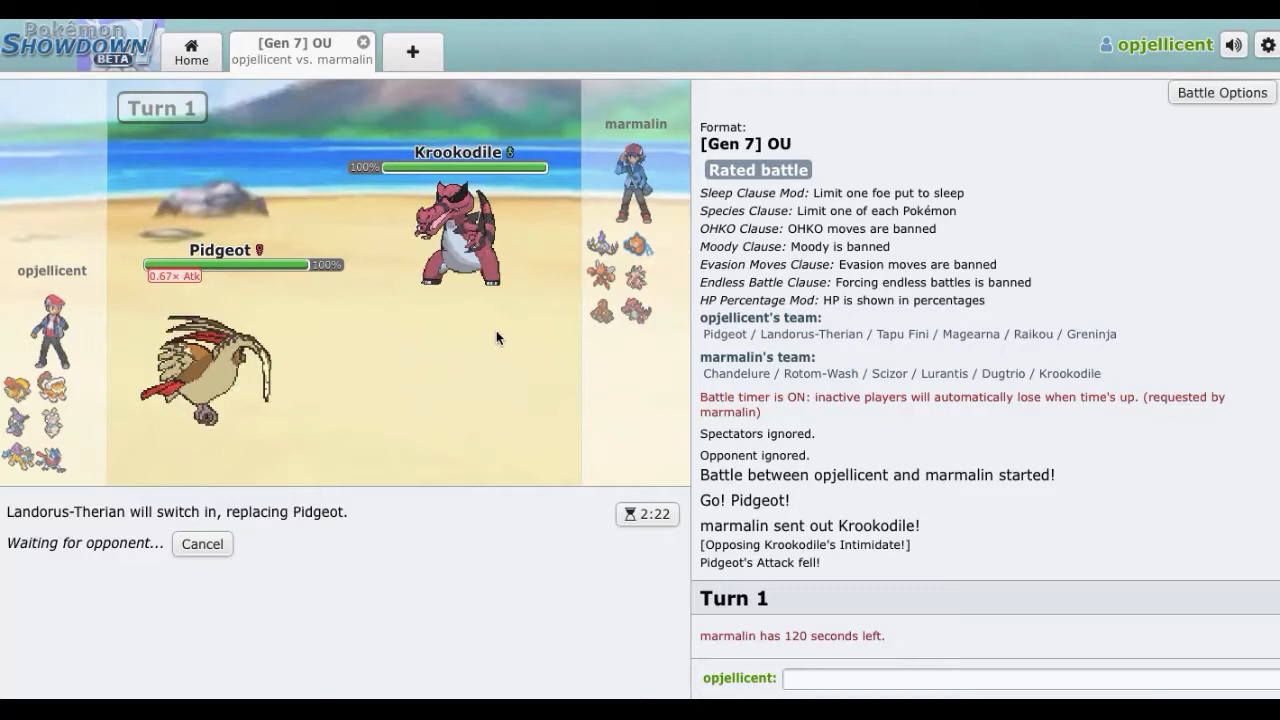 Pokémon
SHOWDOWN!
BETA
Home
[Gen 7] OU
opjellicent vs. marmalin
+
opjellicent
Turn 1
marmalin
Krookodile
100%
Pidgeot
100%
0.67× Atk
opjellicent
Landorus-Therian will switch in, replacing Pidgeot.
2:22
Waiting for opponent...
Cancel
Battle Options
Format:
[Gen 7] OU
Rated battle
Sleep Clause Mod: Limit one foe put to sleep
Species Clause: Limit one of each Pokémon
OHKO Clause: OHKO moves are banned
Moody Clause: Moody is banned
Evasion Moves Clause: Evasion moves are banned
Endless Battle Clause: Forcing endless battles is banned
HP Percentage Mod: HP is shown in percentages
opjellicent's team:
Pidgeot / Landorus-Therian / Tapu Fini / Magearna / Raikou / Greninja
marmalin's team:
Chandelure / Rotom-Wash / Scizor / Lurantis / Dugtrio / Krookodile
Battle timer is ON: inactive players will automatically lose when time's up. (requested by
marmalin)
Spectators ignored.
Opponent ignored.
Battle between opjellicent and marmalin started!
Go! Pidgeot!
marmalin sent out Krookodile!
[Opposing Krookodile's Intimidate!]
Pidgeot's Attack fell!
Turn 1
marmalin has 120 seconds left.
opjellicent: